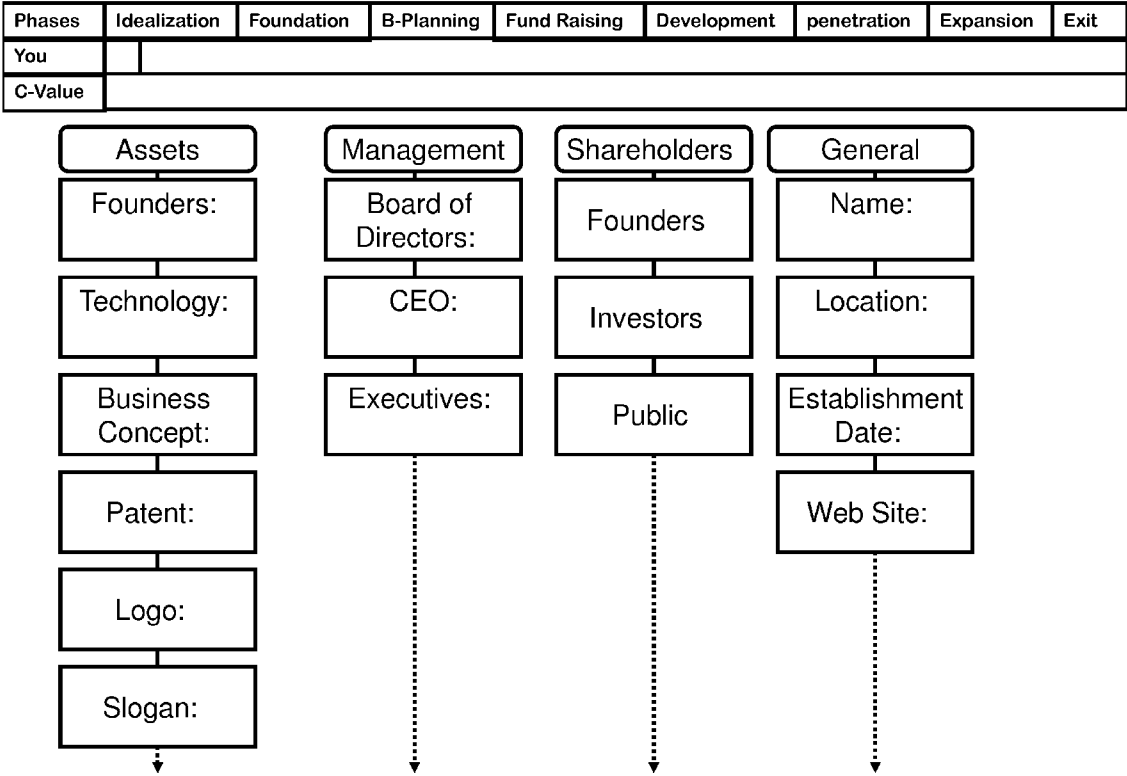 Phases Idealization Foundation B-Planning Fund Raising Development penetration Expansion Exit
You
C-Value
Assets Management Shareholders General
Founders:
Technology:
Business
Concept:
Patent:
Logo:
Slogan:
Board of
Directors:
CEO:
Executives:
Founders
Investors
Public
Name:
Location:
Establishment
Date:
Web Site: